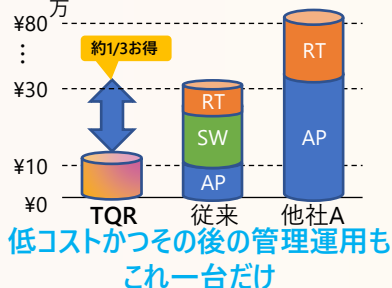 万
¥80
⋮
¥30
¥10
¥0
約1/3お得
RT
SW
AP
RT
AP
TQR
従来
他社A
低コストかつその後の管理運用も
これ一台だけ